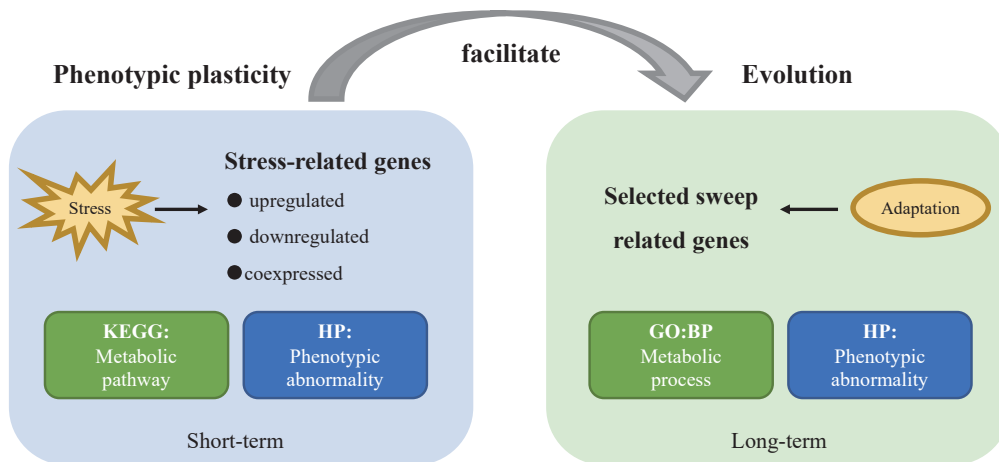 facilitate
Phenotypic plasticity
Evolution
Stress
Stress-related genes
● upregulated
● downregulated
● coexpressed
KEGG:
Metabolic
pathway
HP:
Phenotypic
abnormality
Short-term
Selected sweep
related genes
Adaptation
GO:BP
Metabolic
process
HP:
Phenotypic
abnormality
Long-term